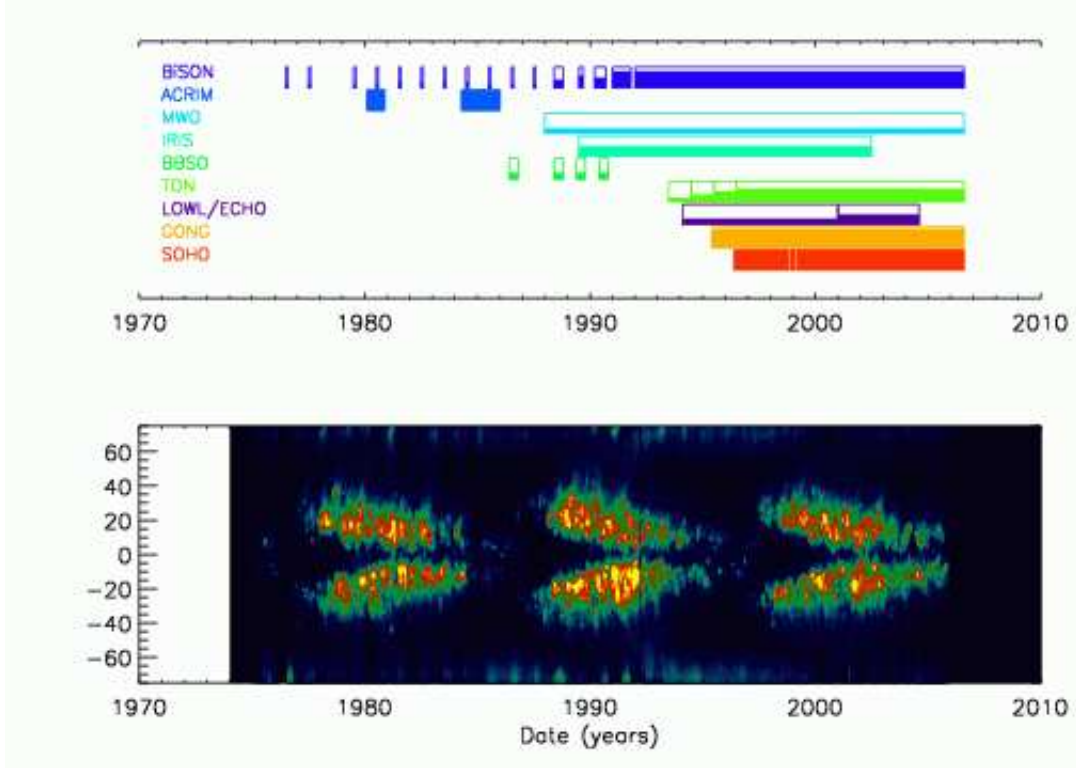 BiSON
ACRIM
MWO
IRIS
BBSO
TON
LOWL/ECHO
GONG
SOHO
1970 1980 1990 2000 2010
60
40
20
0
−20
−40
−60
1970 1980 1990 2000 2010
Date (years)